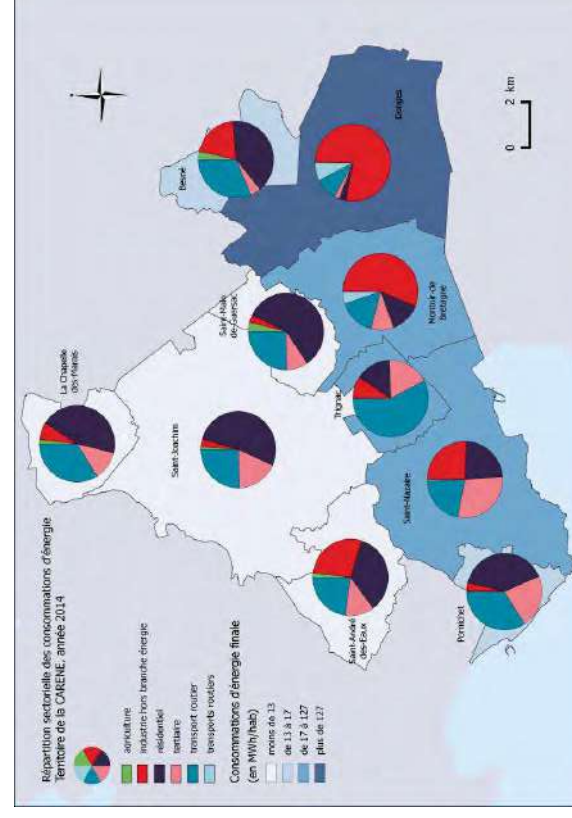 Répartition sectorielle des consommations d'énergie
Territoire de la CARENE, année 2014
agriculture
industrie hors branche énergie
résidentiel
tertiaire
transport routier
transports routiers
Consommations d'énergie finale
(en MWh/hab)
moins de 13
de 13 à 17
de 17 à 127
plus de 127
La Chapelle
des-Marais
Saint-Joachim
Saint-Malo
de-Guersac
Besné
Donges
Montoir-de
Bretagne
Trignac
Saint-Nazaire
Saint-André
des-Eaux
Pornichet
0 2 km